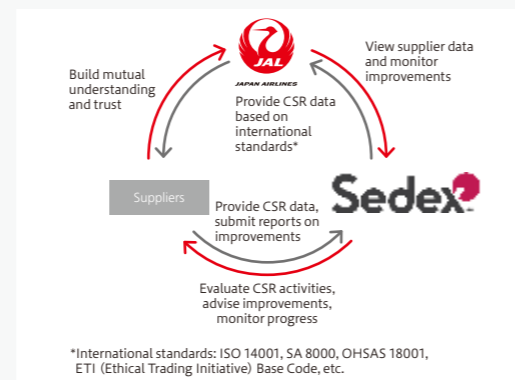 JAL
JAPAN AIRLINES
Build mutual
understanding
and trust
View supplier data
and monitor
improvements
Provide CSR data
based on
international
standards*
Suppliers
Sedex
Provide CSR data,
submit reports on
improvements
Evaluate CSR activities,
advise improvements,
monitor progress
*International standards: ISO 14001, SA 8000, OHSAS 18001,
ETI (Ethical Trading Initiative) Base Code, etc.